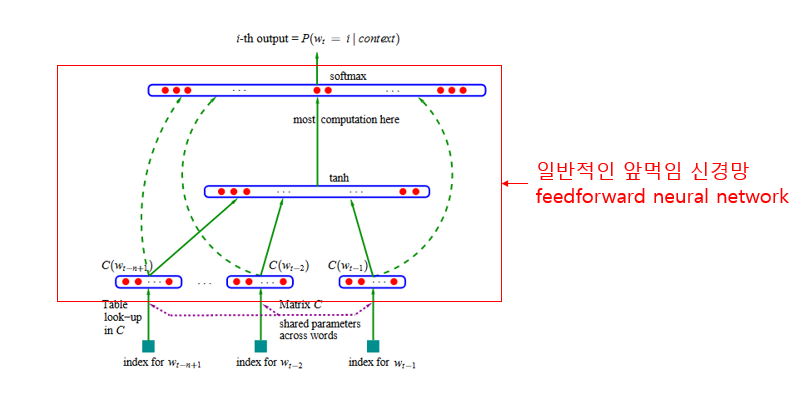 i-th output = P(w_t = i | context)
softmax
... ... 
most computation here
tanh
... ...
일반적인 앞먹임 신경망
feedforward neural network
C(w_{t−n+1}) ... C(w_{t−2}) C(w_{t−1})
... ... ...
Table
look−up
in C
Matrix C
shared parameters
across words
index for w_{t−n+1} index for w_{t−2} index for w_{t−1}